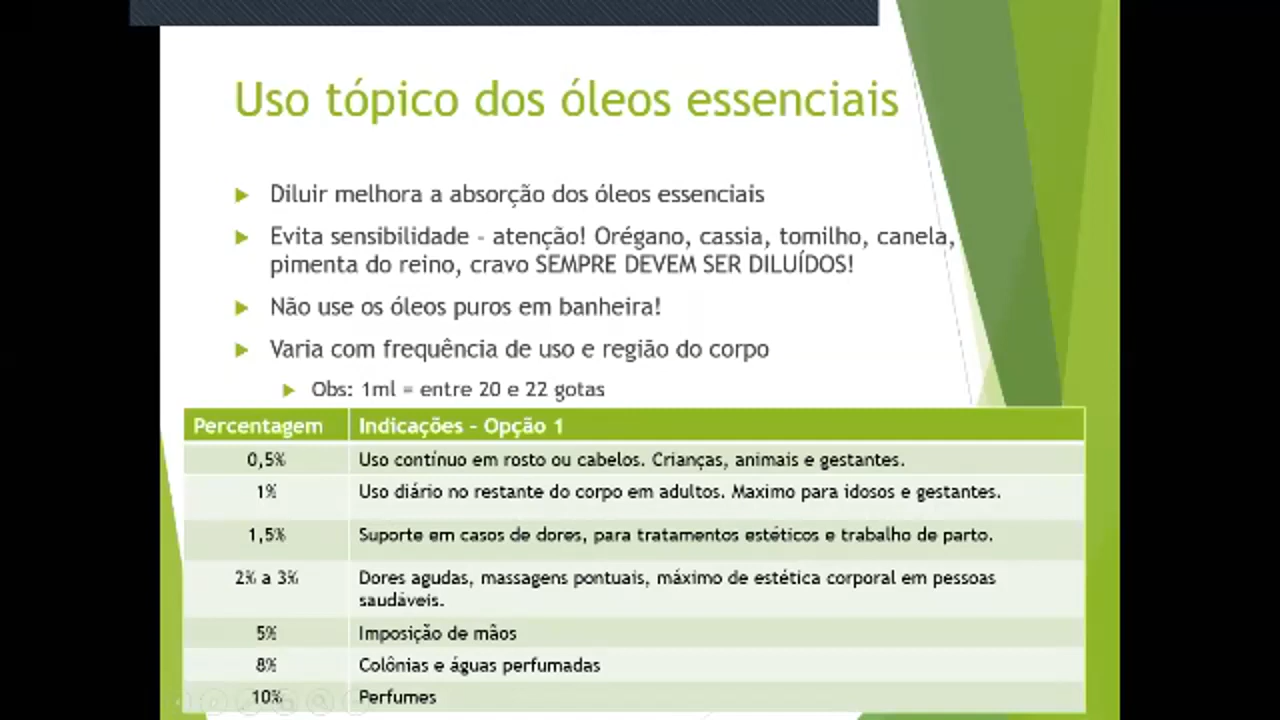 Uso tópico dos óleos essenciais
Diluir melhora a absorção dos óleos essenciais
Evita sensibilidade - atenção! Orégano, cassia, tomilho, canela,
pimenta do reino, cravo SEMPRE DEVEM SER DILUÍDOS!
Não use os óleos puros em banheira!
Varia com frequência de uso e região do corpo
Obs: 1ml = entre 20 e 22 gotas
Percentagem Indicações - Opção 1
0,5% Uso contínuo em rosto ou cabelos. Crianças, animais e gestantes.
1% Uso diário no restante do corpo em adultos. Maximo para idosos e gestantes.
1,5% Suporte em casos de dores, para tratamentos estéticos e trabalho de parto.
2% a 3% Dores agudas, massagens pontuais, máximo de estética corporal em pessoas
saudáveis.
5% Imposição de mãos
8% Colônias e águas perfumadas
10% Perfumes